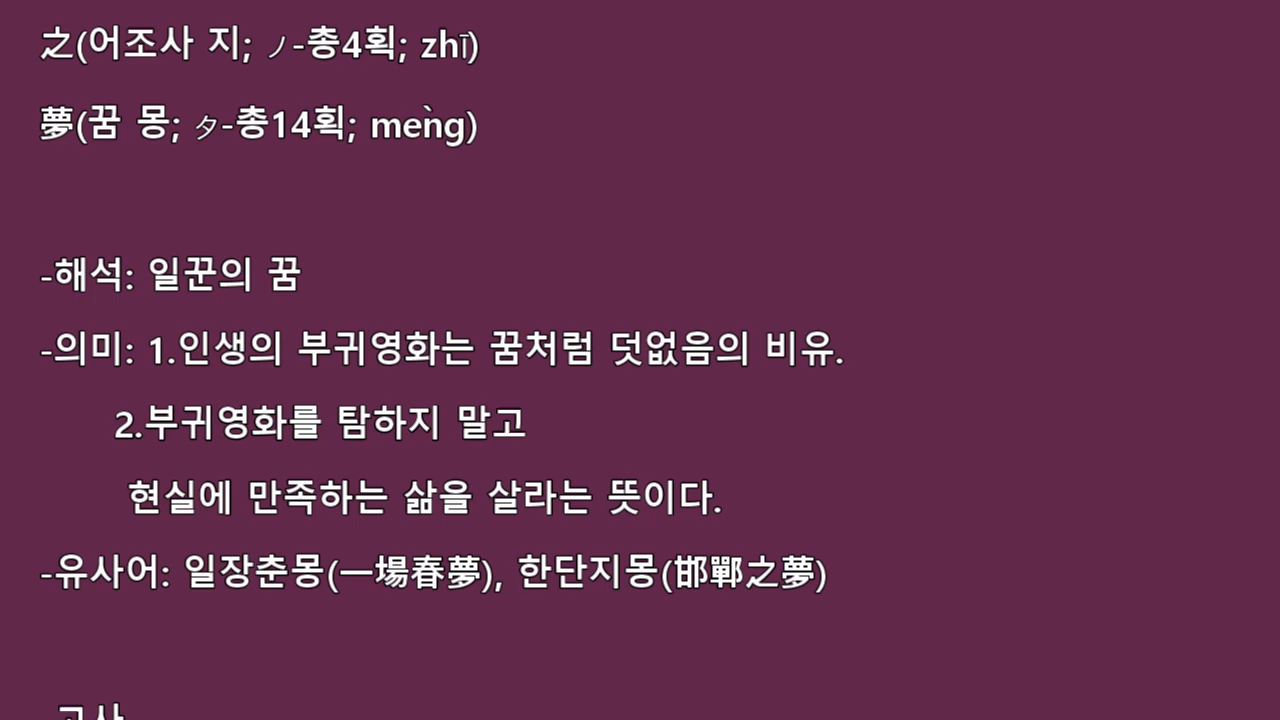 之(어조사 지; ノ-총4획; zhī)
夢(꿈 몽; 夕-총14획; mèng)
-해석: 일꾼의 꿈
-의미: 1.인생의 부귀영화는 꿈처럼 덧없음의 비유.
2.부귀영화를 탐하지 말고
현실에 만족하는 삶을 살라는 뜻이다.
-유사어: 일장춘몽(一場春夢), 한단지몽(邯鄲之夢)
-고사